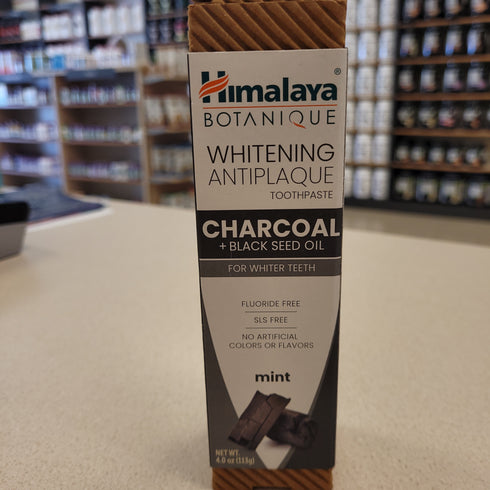 Himalaya®
BOTANIQUE
WHITENING
ANTIPLAQUE
TOOTHPASTE
CHARCOAL
+ BLACK SEED OIL
FOR WHITER TEETH
FLUORIDE FREE
SLS FREE
NO ARTIFICIAL
COLORS OR FLAVORS
mint
NET WT.
4.0 oz (113g)